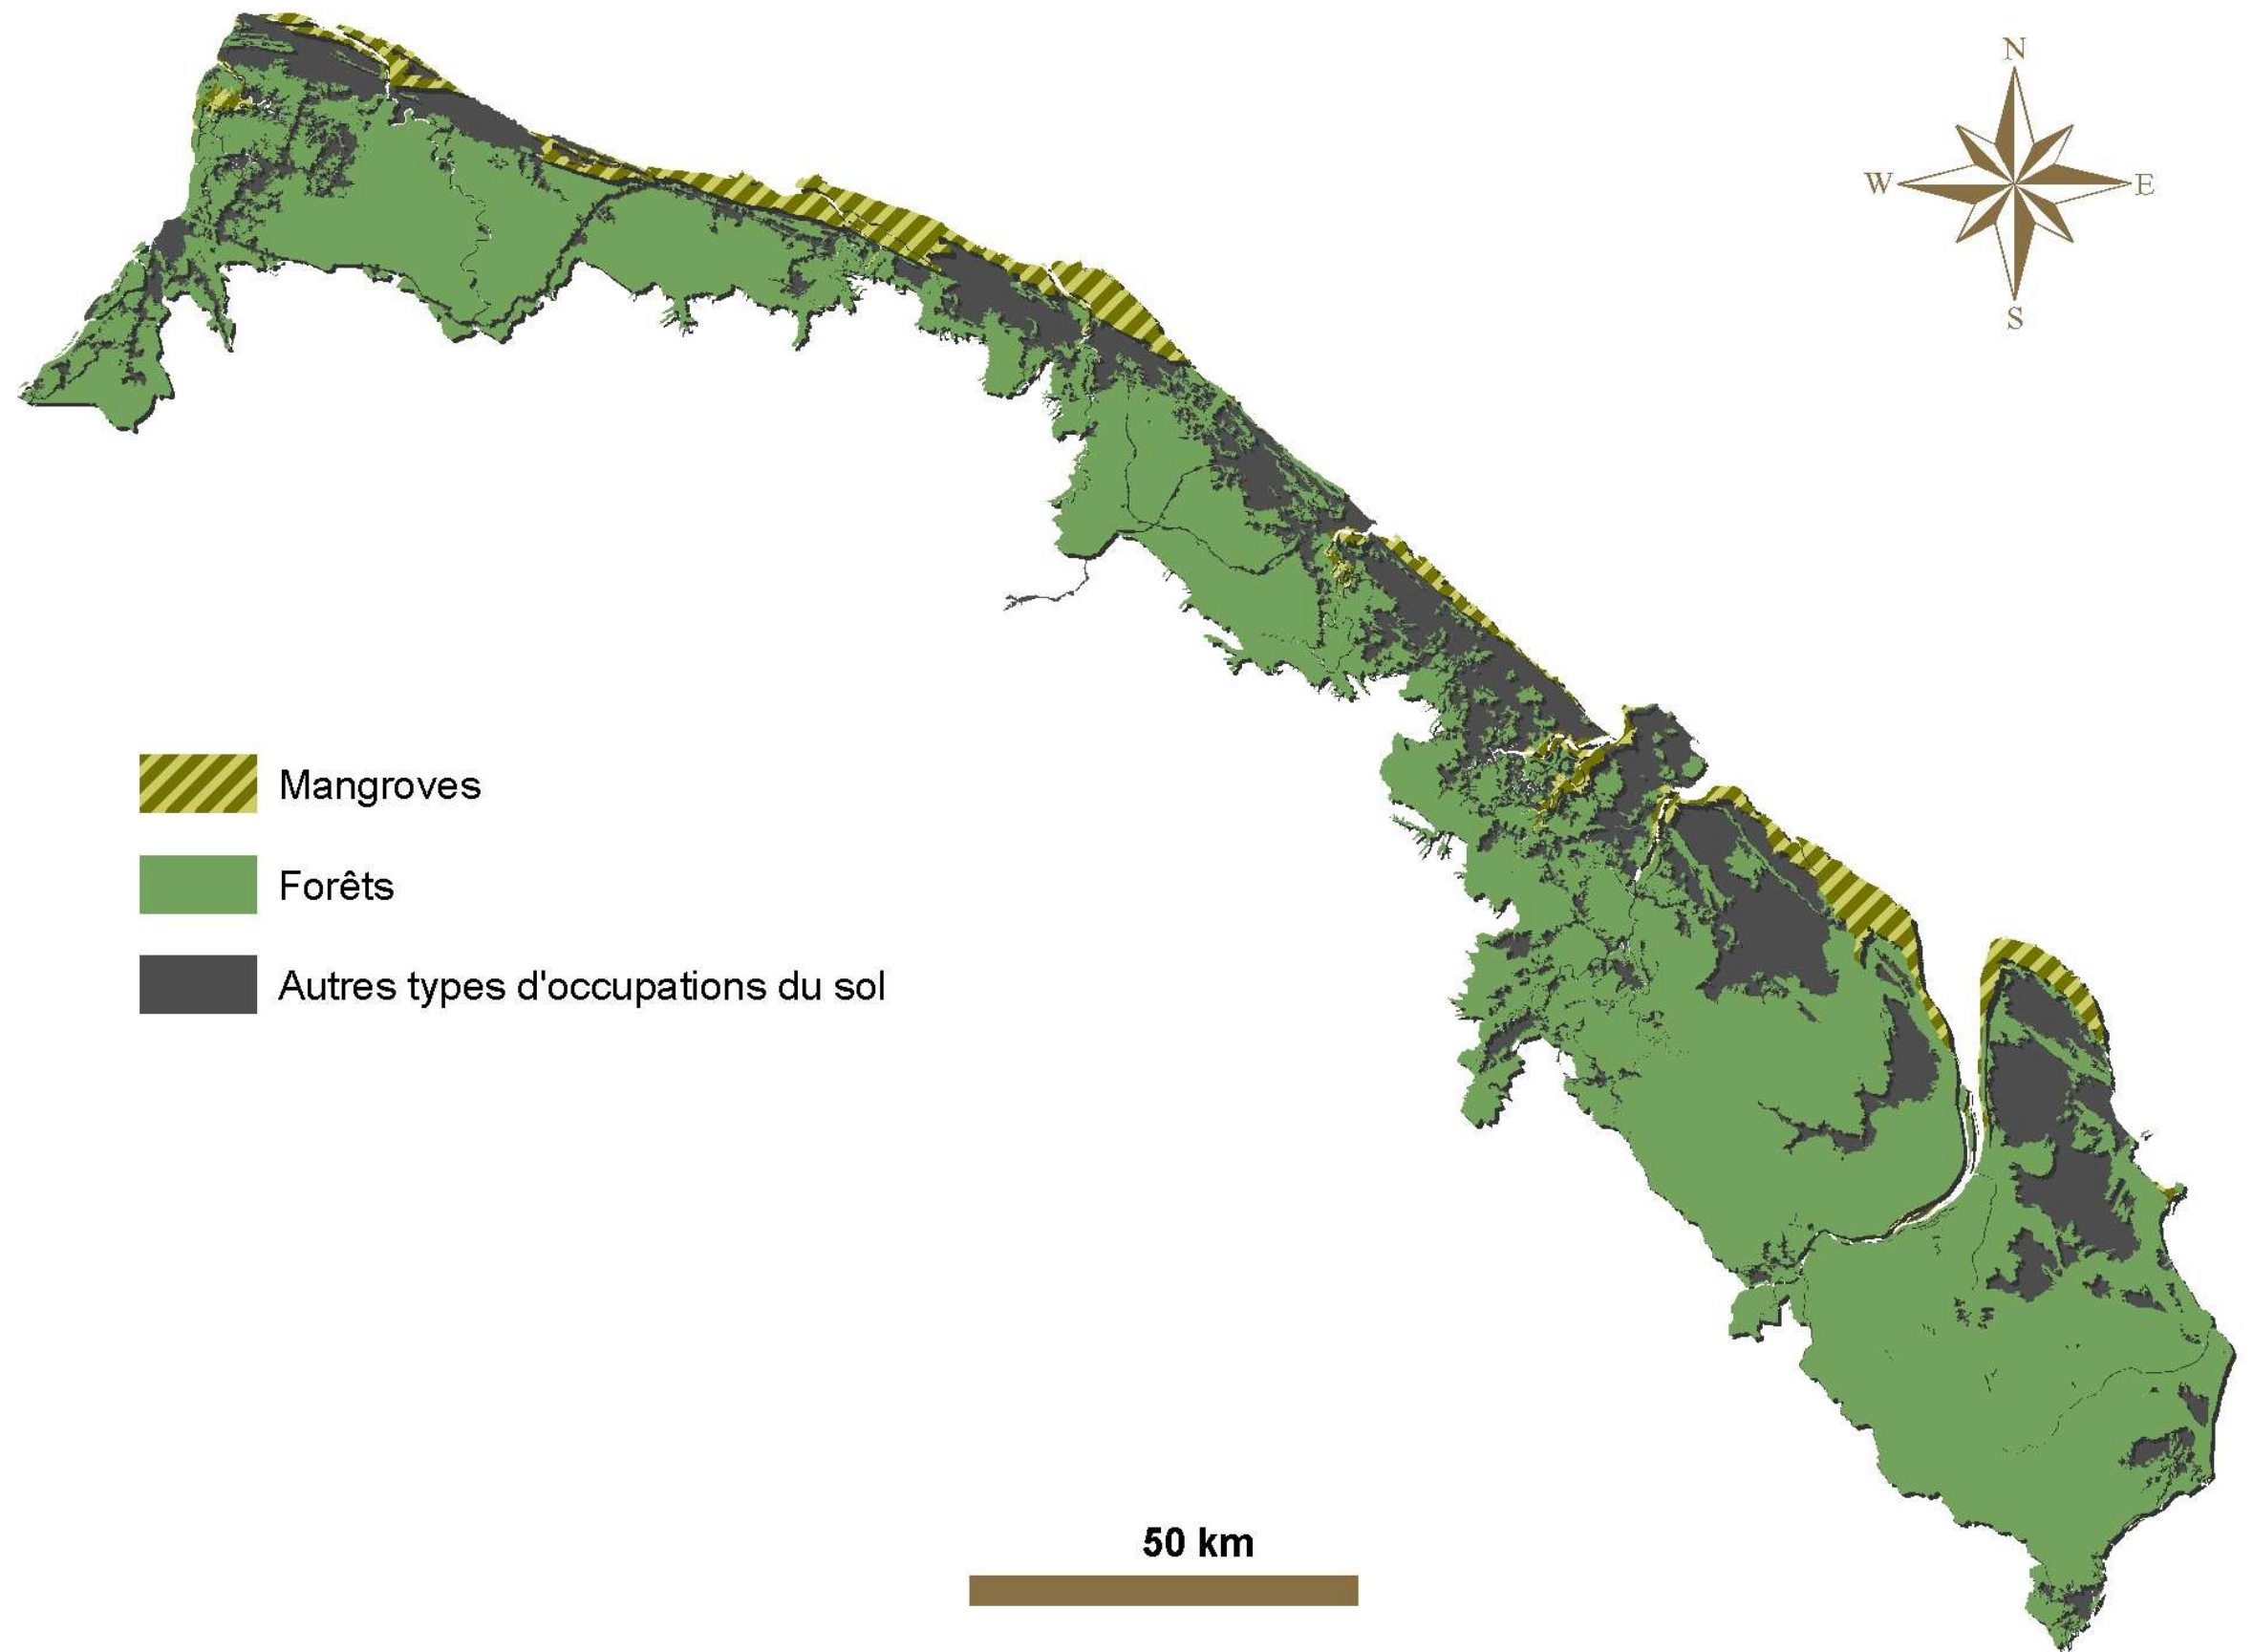 N
W
E
S
Mangroves
Forêts
Autres types d'occupations du sol
50 km